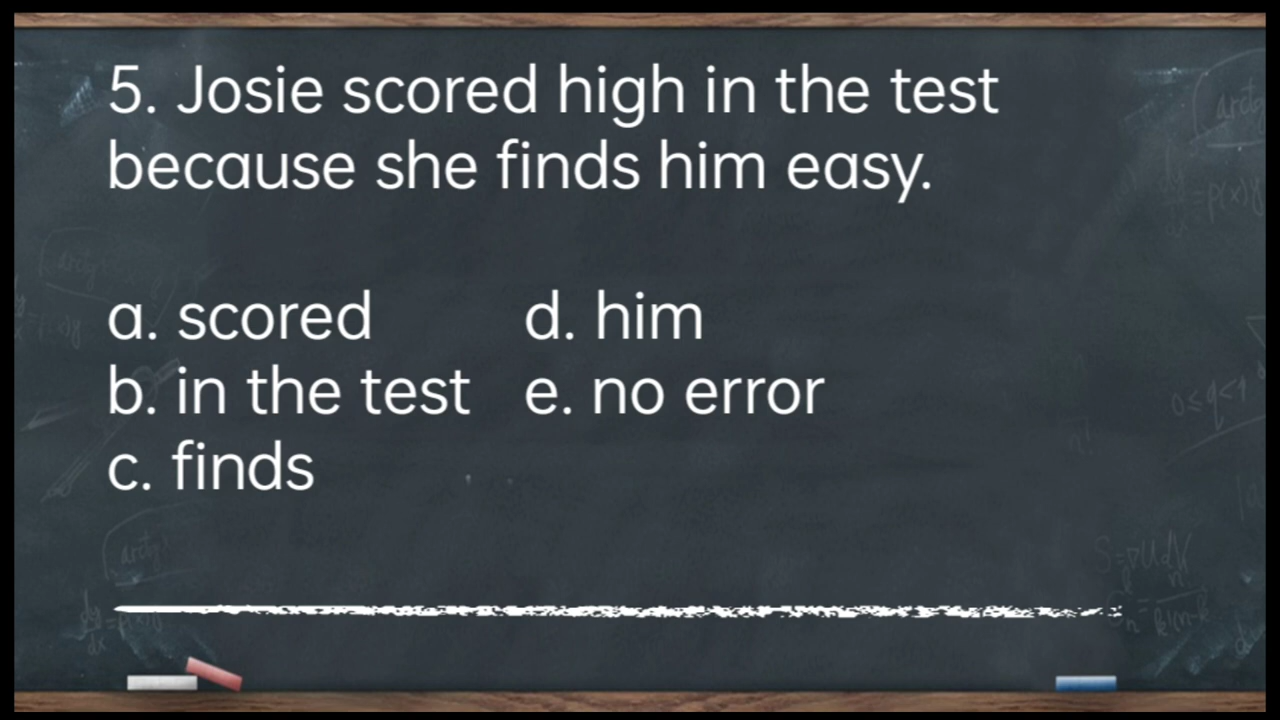 5. Josie scored high in the test
because she finds him easy.
a. scored
d. him
b. in the test
e. no error
c. finds